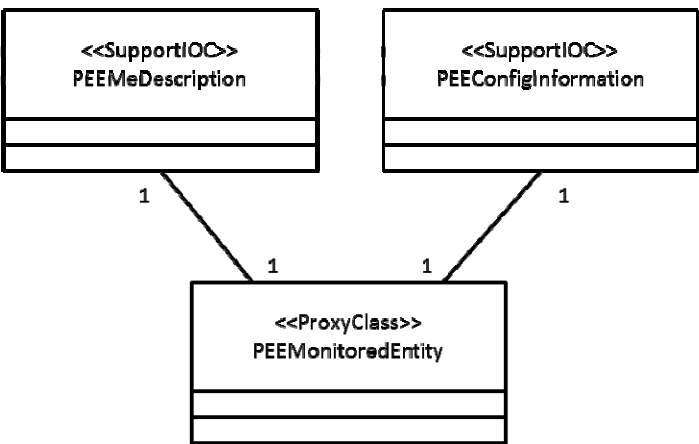 <<SupportIOC>>
PEEMeDescription
<<SupportIOC>>
PEEConfigInformation
1
1
1
1
<<ProxyClass>>
PEEMonitoredEntity